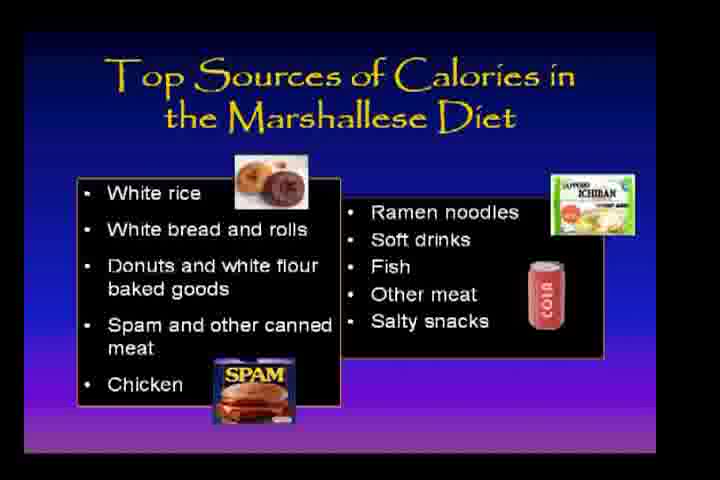 Top Sources of Calories in
the Marshallese Diet
• White rice
• White bread and rolls
• Donuts and white flour
baked goods
• Spam and other canned
meat
• Chicken
SPAM
• Ramen noodles
• Soft drinks
• Fish
• Other meat
• Salty snacks
SAPPORO
ICHIBAN
COLA